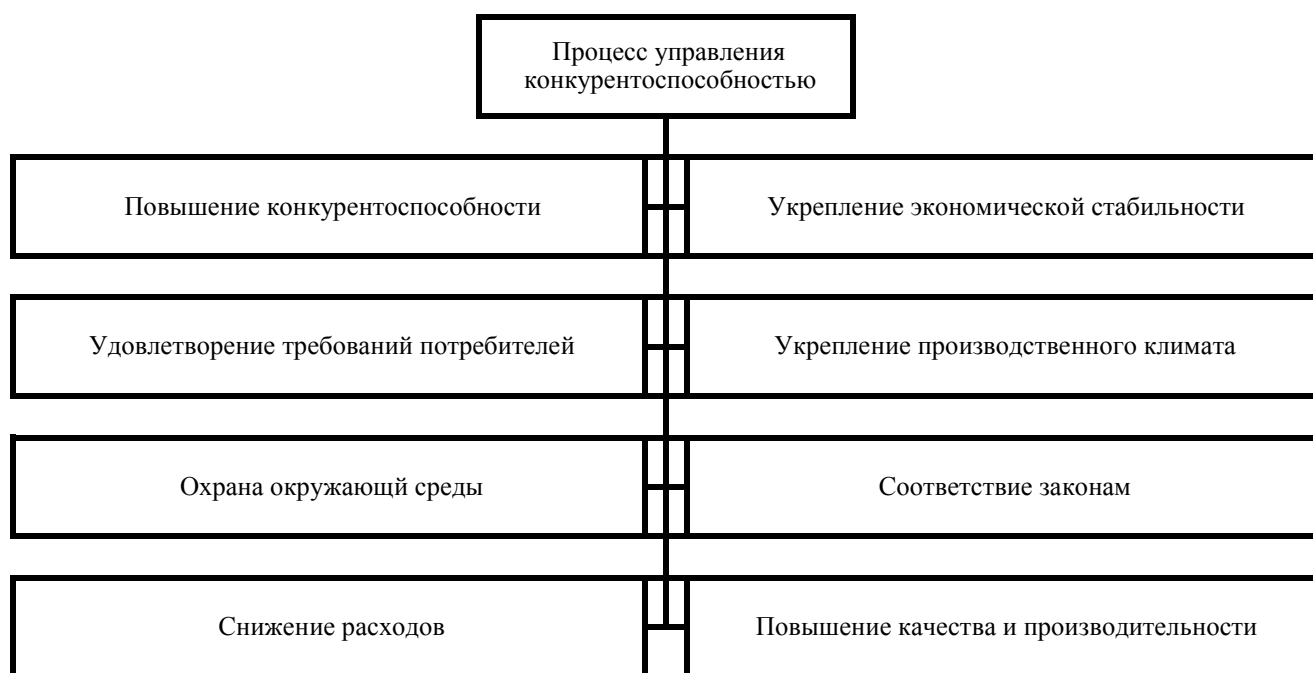 Процесс управления
конкурентоспособностью
Повышение конкурентоспособности
Укрепление экономической стабильности
Удовлетворение требований потребителей
Укрепление производственного климата
Охрана окружающй среды
Соответствие законам
Снижение расходов
Повышение качества и производительности